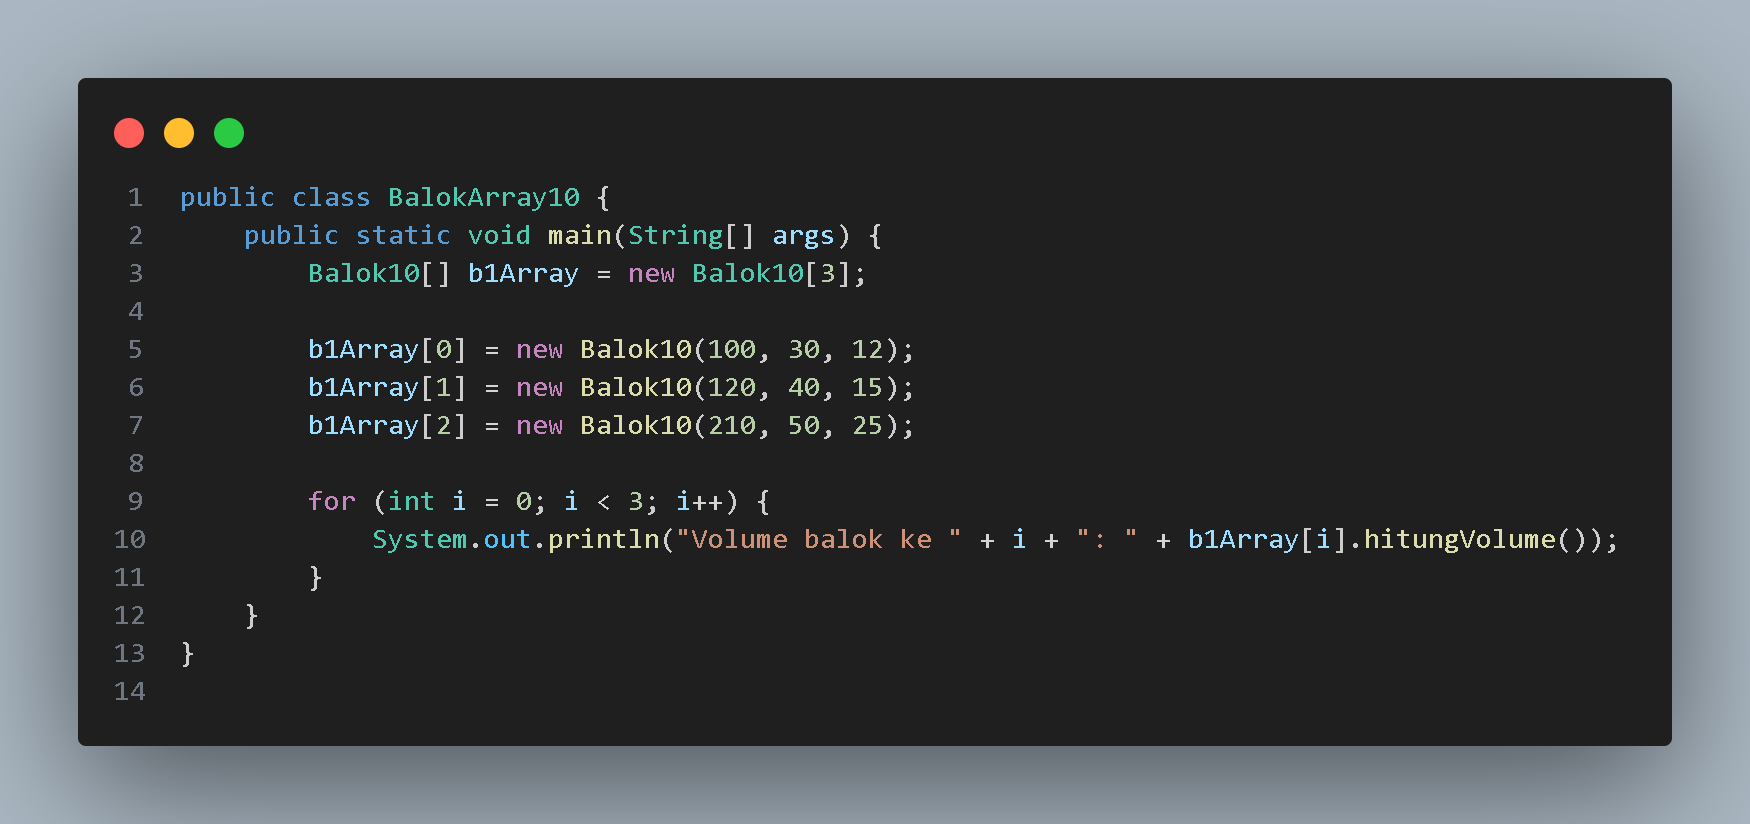 1 public class BalokArray10 {
2     public static void main(String[] args) {
3         Balok10[] b1Array = new Balok10[3];
4
5         b1Array[0] = new Balok10(100, 30, 12);
6         b1Array[1] = new Balok10(120, 40, 15);
7         b1Array[2] = new Balok10(210, 50, 25);
8
9         for (int i = 0; i < 3; i++) {
10             System.out.println("Volume balok ke " + i + ": " + b1Array[i].hitungVolume());
11         }
12     }
13 }
14